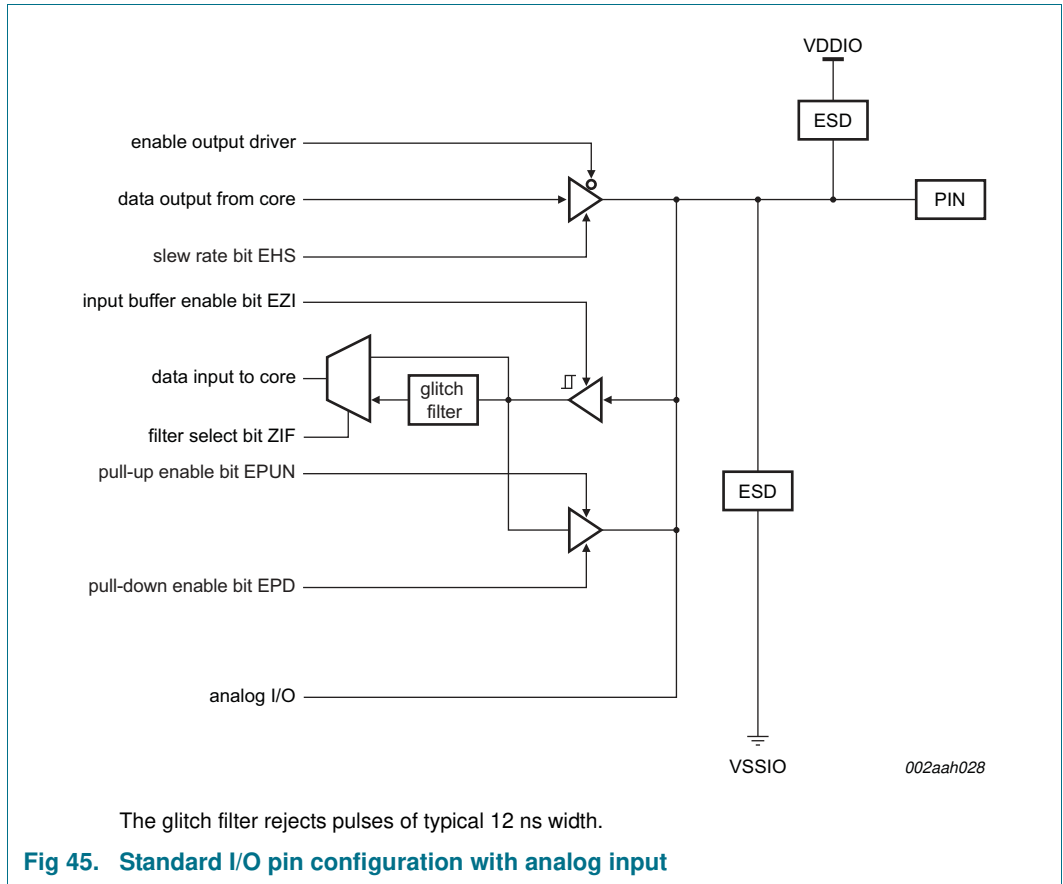 VDDIO
ESD
enable output driver
data output from core
PIN
slew rate bit EHS
input buffer enable bit EZI
data input to core
glitch
filter
filter select bit ZIF
pull-up enable bit EPUN
ESD
pull-down enable bit EPD
analog I/O
VSSIO
002aah028
The glitch filter rejects pulses of typical 12 ns width.
Fig 45. Standard I/O pin configuration with analog input